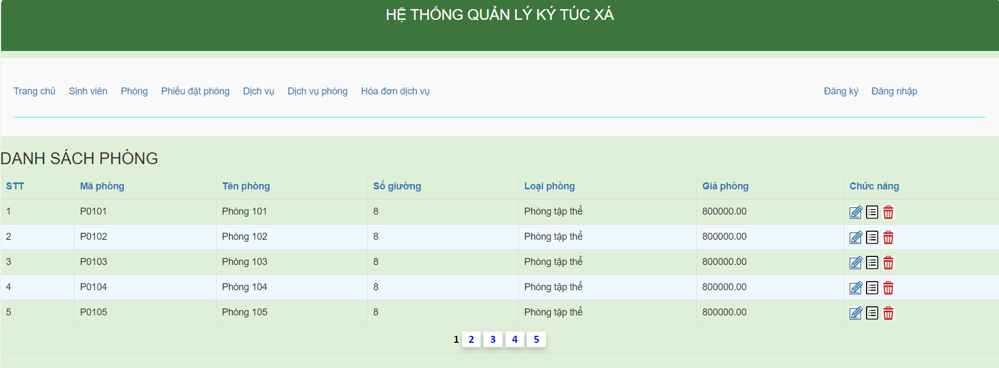 HỆ THỐNG QUẢN LÝ KÝ TÚC XÁ
Trang chủ Sinh viên Phòng Phiếu đặt phòng Dịch vụ Dịch vụ phòng Hóa đơn dịch vụ Đăng ký Đăng nhập
DANH SÁCH PHÒNG
STT Mã phòng Tên phòng Số giường Loại phòng Giá phòng Chức năng
1 P0101 Phòng 101 8 Phòng tập thể 800000.00
2 P0102 Phòng 102 8 Phòng tập thể 800000.00
3 P0103 Phòng 103 8 Phòng tập thể 800000.00
4 P0104 Phòng 104 8 Phòng tập thể 800000.00
5 P0105 Phòng 105 8 Phòng tập thể 800000.00
1 2 3 4 5